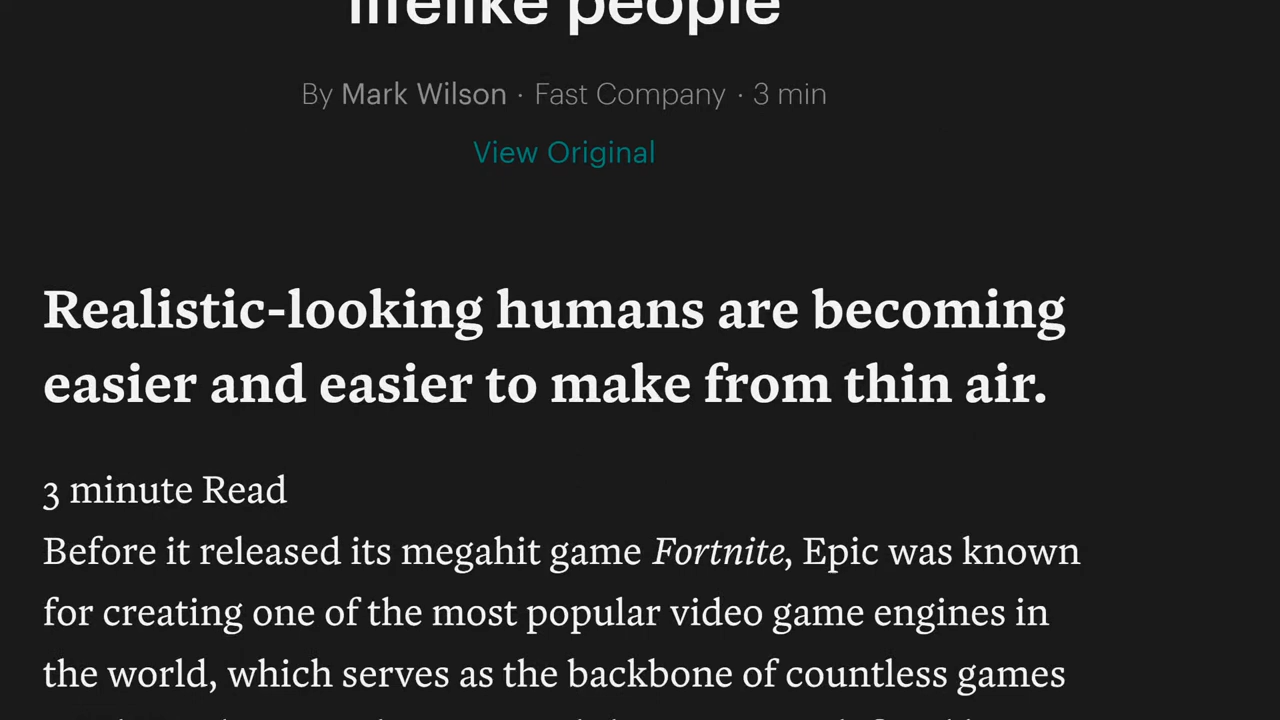 lifelike people
By Mark Wilson · Fast Company · 3 min
View Original
Realistic-looking humans are becoming
easier and easier to make from thin air.
3 minute Read
Before it released its megahit game Fortnite, Epic was known
for creating one of the most popular video game engines in
the world, which serves as the backbone of countless games